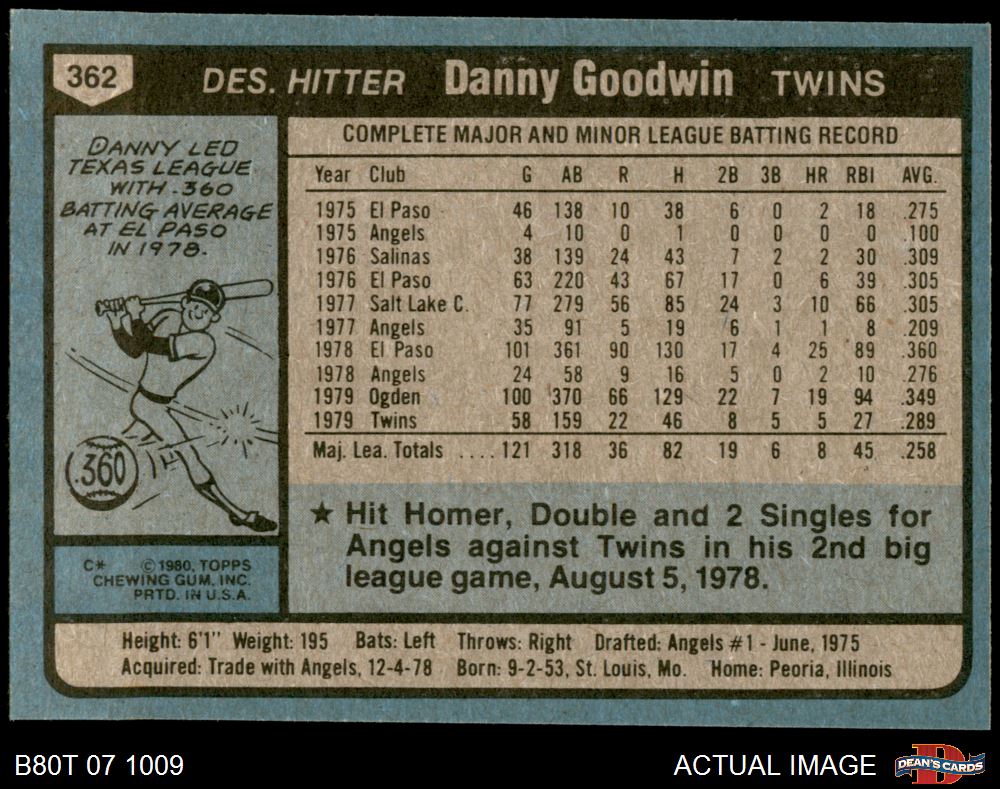 362 DES. HITTER Danny Goodwin TWINS
DANNY LED
TEXAS LEAGUE
WITH .360
BATTING AVERAGE
AT EL PASO
IN 1978.
.360
C* © 1980, TOPPS
CHEWING GUM, INC.
PRTD. IN U.S.A.
COMPLETE MAJOR AND MINOR LEAGUE BATTING RECORD
Year Club G AB R H 2B 3B HR RBI AVG.
1975 El Paso 46 138 10 38 6 0 2 18 .275
1975 Angels 4 10 0 1 0 0 0 0 .100
1976 Salinas 38 139 24 43 7 2 2 30 .309
1976 El Paso 63 220 43 67 17 0 6 39 .305
1977 Salt Lake C. 77 279 56 85 24 3 10 66 .305
1977 Angels 35 91 5 19 6 1 1 8 .209
1978 El Paso 101 361 90 130 17 4 25 89 .360
1978 Angels 24 58 9 16 5 0 2 10 .276
1979 Ogden 100 370 66 129 22 7 19 94 .349
1979 Twins 58 159 22 46 8 5 5 27 .289
Maj. Lea. Totals ....121 318 36 82 19 6 8 45 .258
★ Hit Homer, Double and 2 Singles for
Angels against Twins in his 2nd big
league game, August 5, 1978.
Height: 6'1" Weight: 195 Bats: Left Throws: Right Drafted: Angels #1 - June, 1975
Acquired: Trade with Angels, 12-4-78 Born: 9-2-53, St. Louis, Mo. Home: Peoria, Illinois
B80T 07 1009 ACTUAL IMAGE DEAN'S CARDS